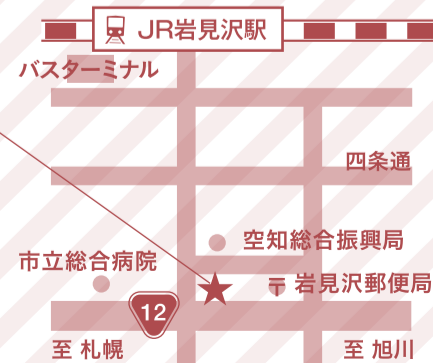 JR岩見沢駅
バスターミナル
四条通
空知総合振興局
市立総合病院
〒 岩見沢郵便局
12
至 札幌
至 旭川